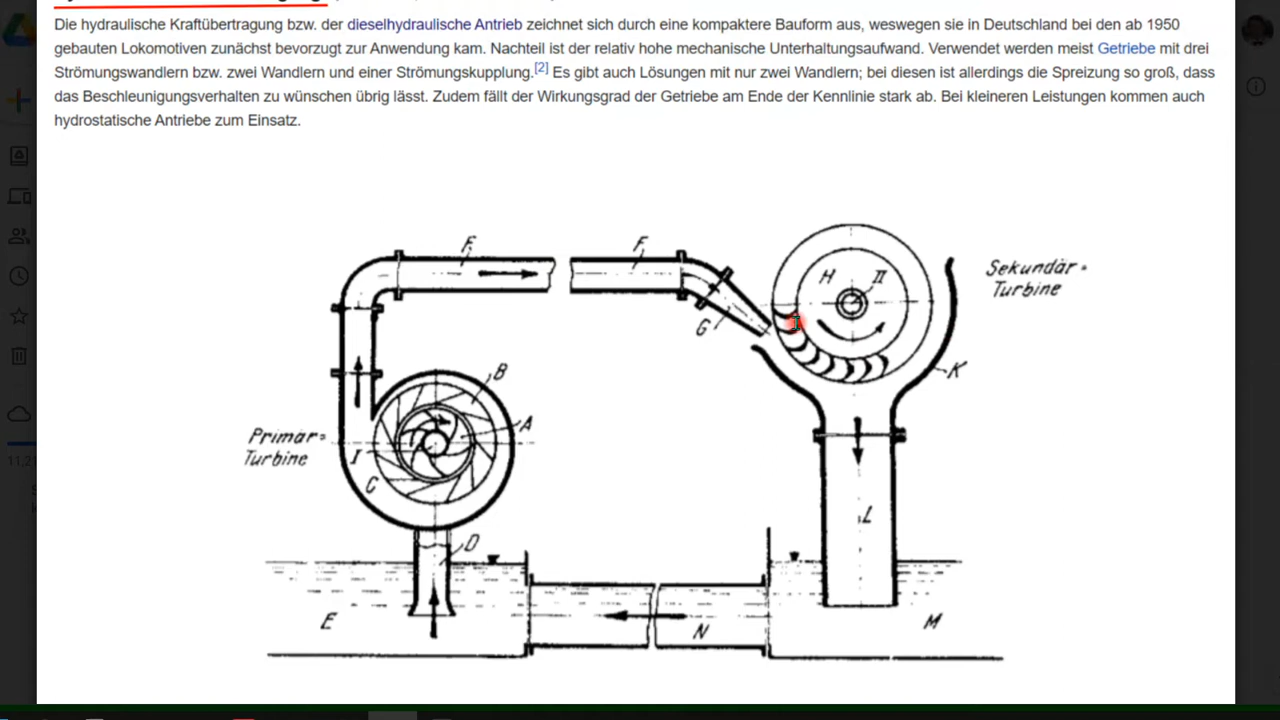 Die hydraulische Kraftübertragung bzw. der dieselhydraulische Antrieb zeichnet sich durch eine kompaktere Bauform aus, weswegen sie in Deutschland bei den ab 1950
gebauten Lokomotiven zunächst bevorzugt zur Anwendung kam. Nachteil ist der relativ hohe mechanische Unterhaltungsaufwand. Verwendet werden meist Getriebe mit drei
Strömungswandlern bzw. zwei Wandlern und einer Strömungskupplung.[2] Es gibt auch Lösungen mit nur zwei Wandlern; bei diesen ist allerdings die Spreizung so groß, dass
das Beschleunigungsverhalten zu wünschen übrig lässt. Zudem fällt der Wirkungsgrad der Getriebe am Ende der Kennlinie stark ab. Bei kleineren Leistungen kommen auch
hydrostatische Antriebe zum Einsatz.
F
F
H
II
Sekundär-
Turbine
G
K
B
A
Primär-
Turbine
I
C
D
L
E
N
M